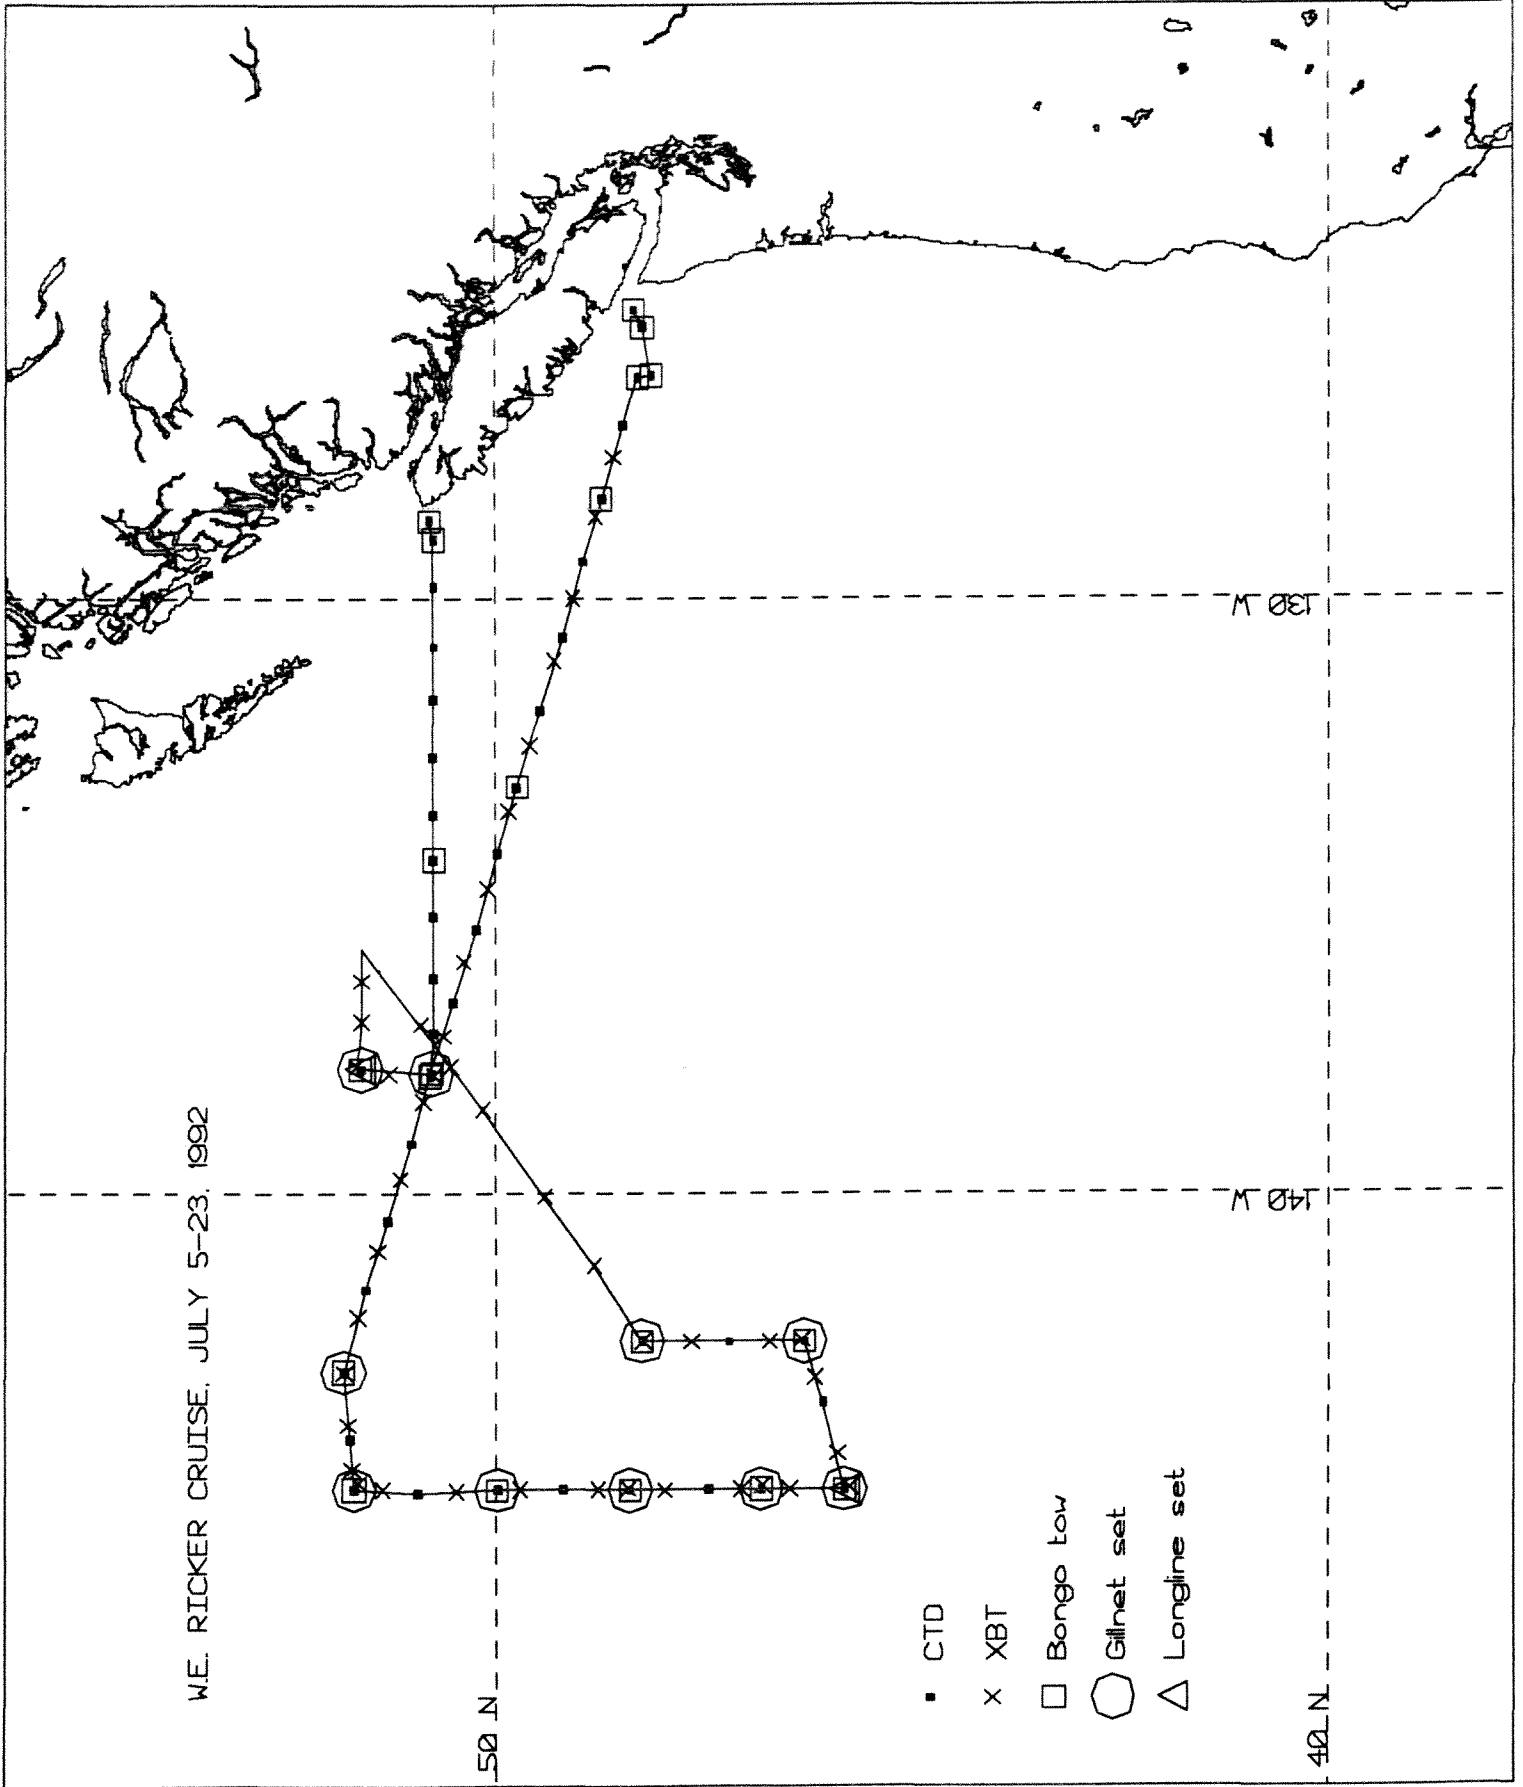 W.E. RICKER CRUISE, JULY 5-23, 1992
50 N
40 N
140 W
130 W
CTD
XBT
Bongo tow
Gillnet set
Longline set